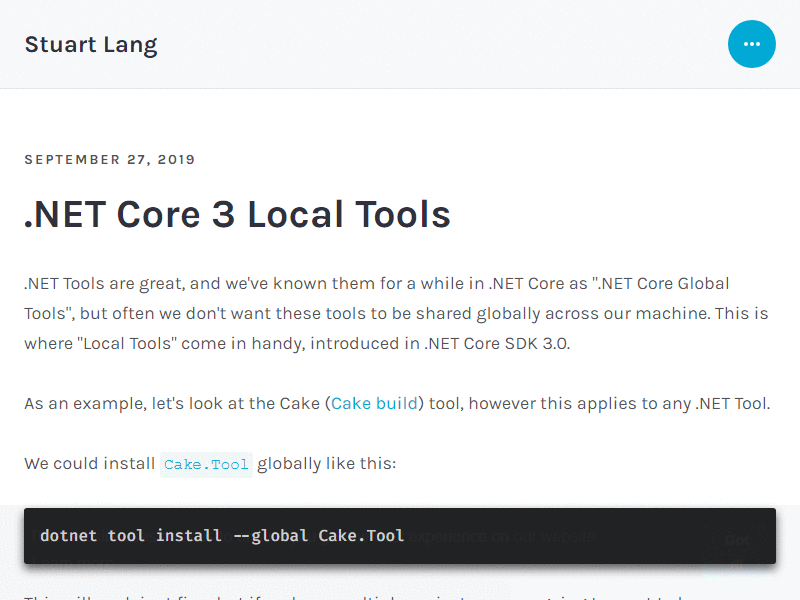 Stuart Lang
SEPTEMBER 27, 2019
.NET Core 3 Local Tools
.NET Tools are great, and we've known them for a while in .NET Core as ".NET Core Global
Tools", but often we don't want these tools to be shared globally across our machine. This is
where "Local Tools" come in handy, introduced in .NET Core SDK 3.0.
As an example, let's look at the Cake (Cake build) tool, however this applies to any .NET Tool.
We could install Cake.Tool globally like this:
dotnet tool install --global Cake.Tool
experience on our website